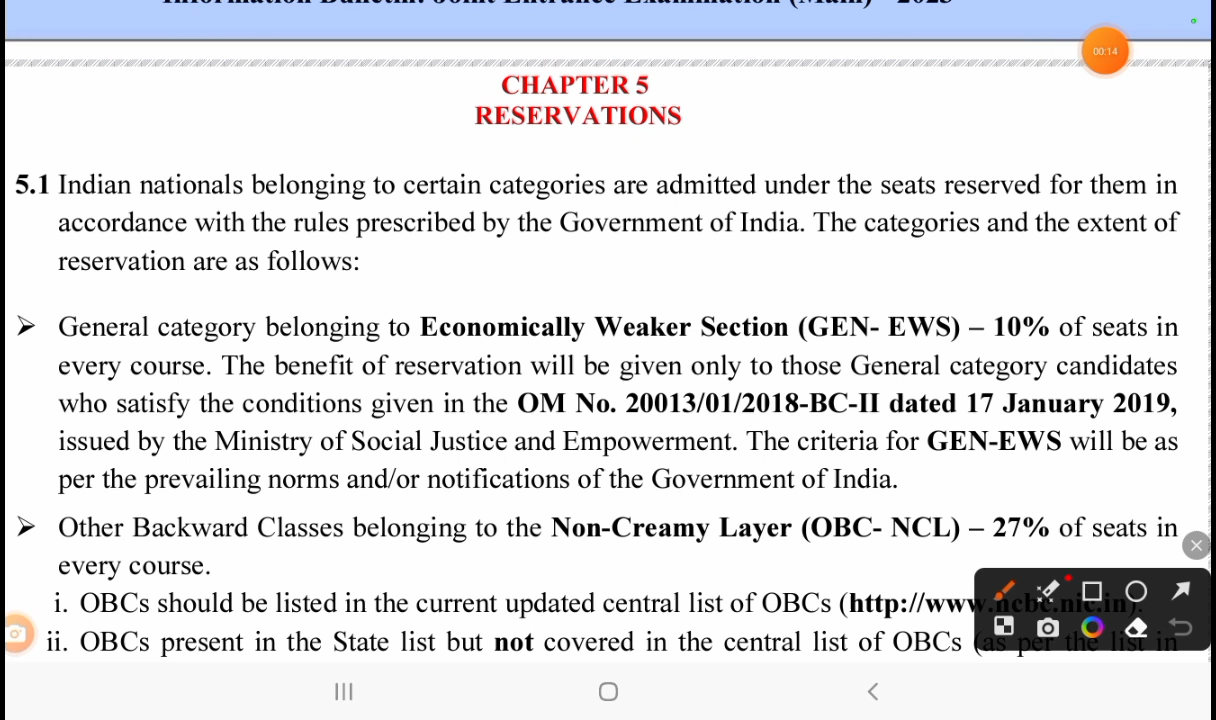 Information Bulletin: Joint Entrance Examination (Main) - 2023
00:14
CHAPTER 5
RESERVATIONS
5.1 Indian nationals belonging to certain categories are admitted under the seats reserved for them in
accordance with the rules prescribed by the Government of India. The categories and the extent of
reservation are as follows:
➢ General category belonging to Economically Weaker Section (GEN- EWS) – 10% of seats in
every course. The benefit of reservation will be given only to those General category candidates
who satisfy the conditions given in the OM No. 20013/01/2018-BC-II dated 17 January 2019,
issued by the Ministry of Social Justice and Empowerment. The criteria for GEN-EWS will be as
per the prevailing norms and/or notifications of the Government of India.
➢ Other Backward Classes belonging to the Non-Creamy Layer (OBC- NCL) – 27% of seats in
every course.
i. OBCs should be listed in the current updated central list of OBCs (http://www.ncbc.nic.in).
ii. OBCs present in the State list but not covered in the central list of OBCs (as per the list in